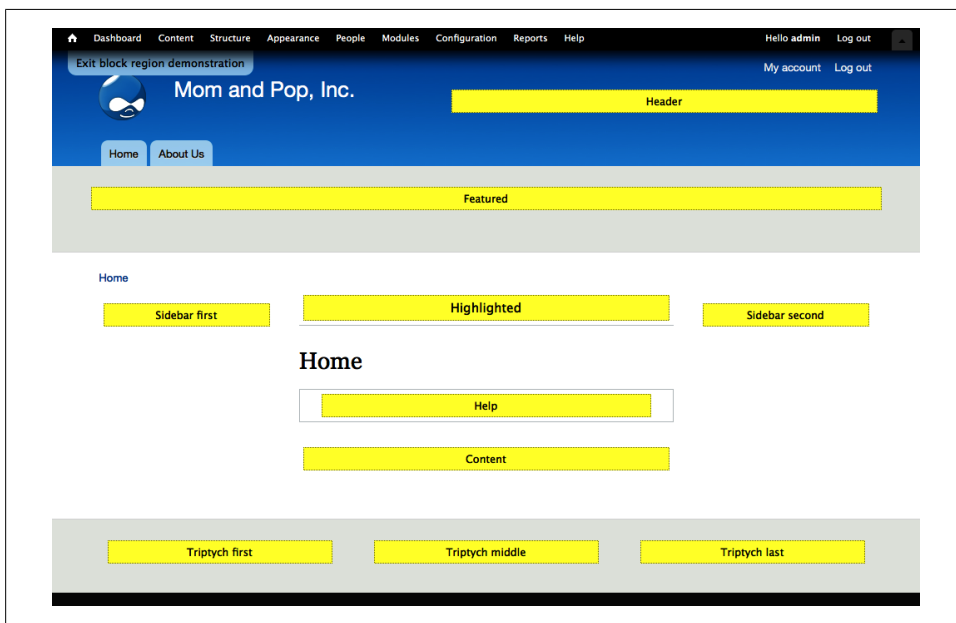 Dashboard Content Structure Appearance People Modules Configuration Reports Help Hello admin Log out
Exit block region demonstration
My account Log out
Mom and Pop, Inc.
Header
Home About Us
Featured
Home
Sidebar first
Highlighted
Sidebar second
Home
Help
Content
Triptych first Triptych middle Triptych last